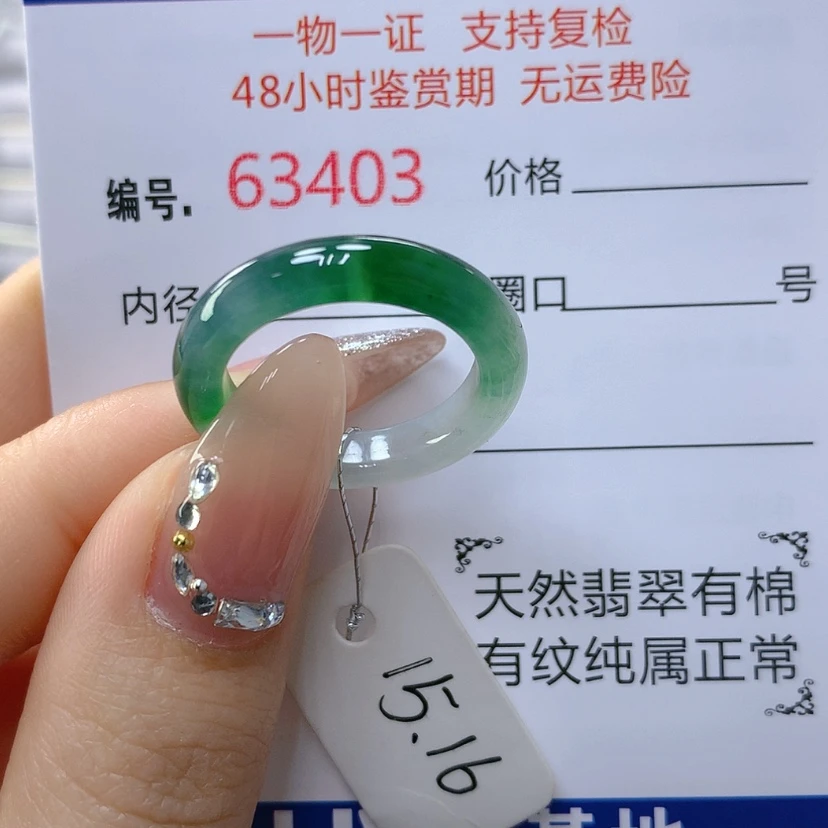 一物一证 支持复检
48小时鉴赏期 无运费险
编号. 63403 价格
内径 圈口 号
天然翡翠有棉
有纹纯属正常
15.16
基地